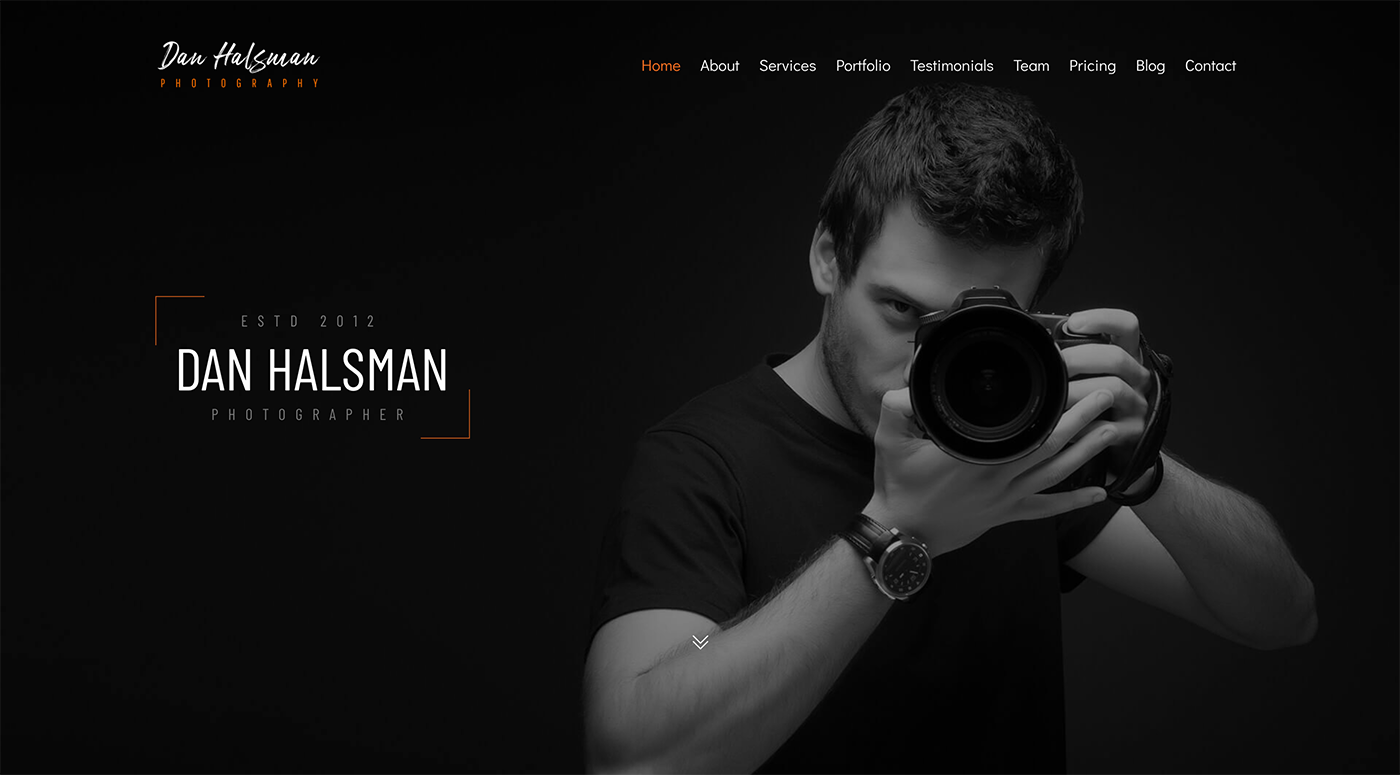 Dan Halsman
PHOTOGRAPHY
Home About Services Portfolio Testimonials Team Pricing Blog Contact
ESTD 2012
DAN HALSMAN
PHOTOGRAPHER